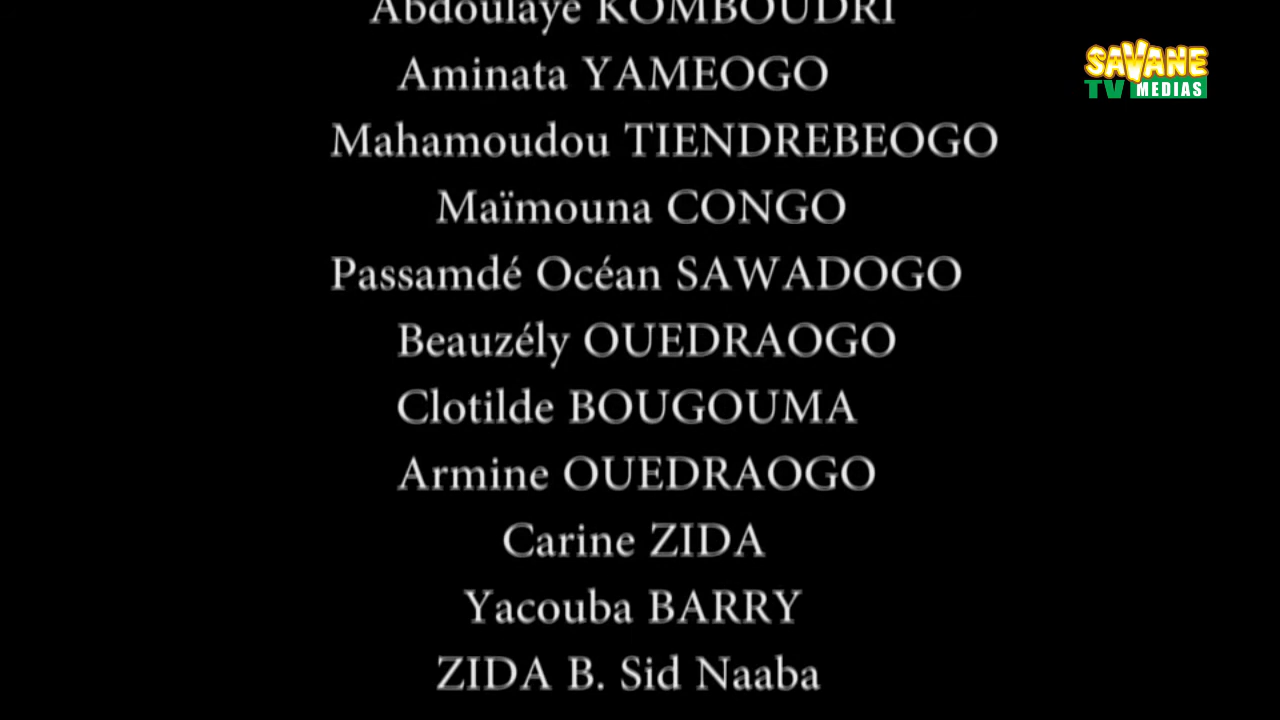 Abdoulaye KOMBOUDRI
SAVANE
TV MEDIAS
Aminata YAMEOGO
Mahamoudou TIENDREBEOGO
Maïmouna CONGO
Passamdé Océan SAWADOGO
Beauzély OUEDRAOGO
Clotilde BOUGOUMA
Armine OUEDRAOGO
Carine ZIDA
Yacouba BARRY
ZIDA B. Sid Naaba